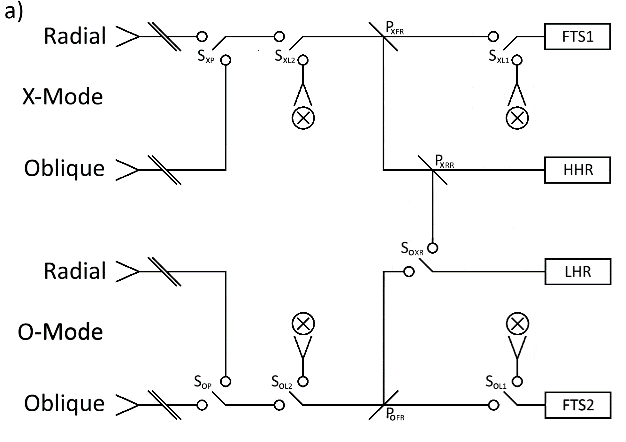 a)
Radial
S_XP
S_XL2
P_XFR
S_XL1
FTS1
X-Mode
Oblique
P_XRR
HHR
S_OXR
Radial
LHR
O-Mode
S_OP
S_OL2
S_OL1
Oblique
P_OFR
FTS2